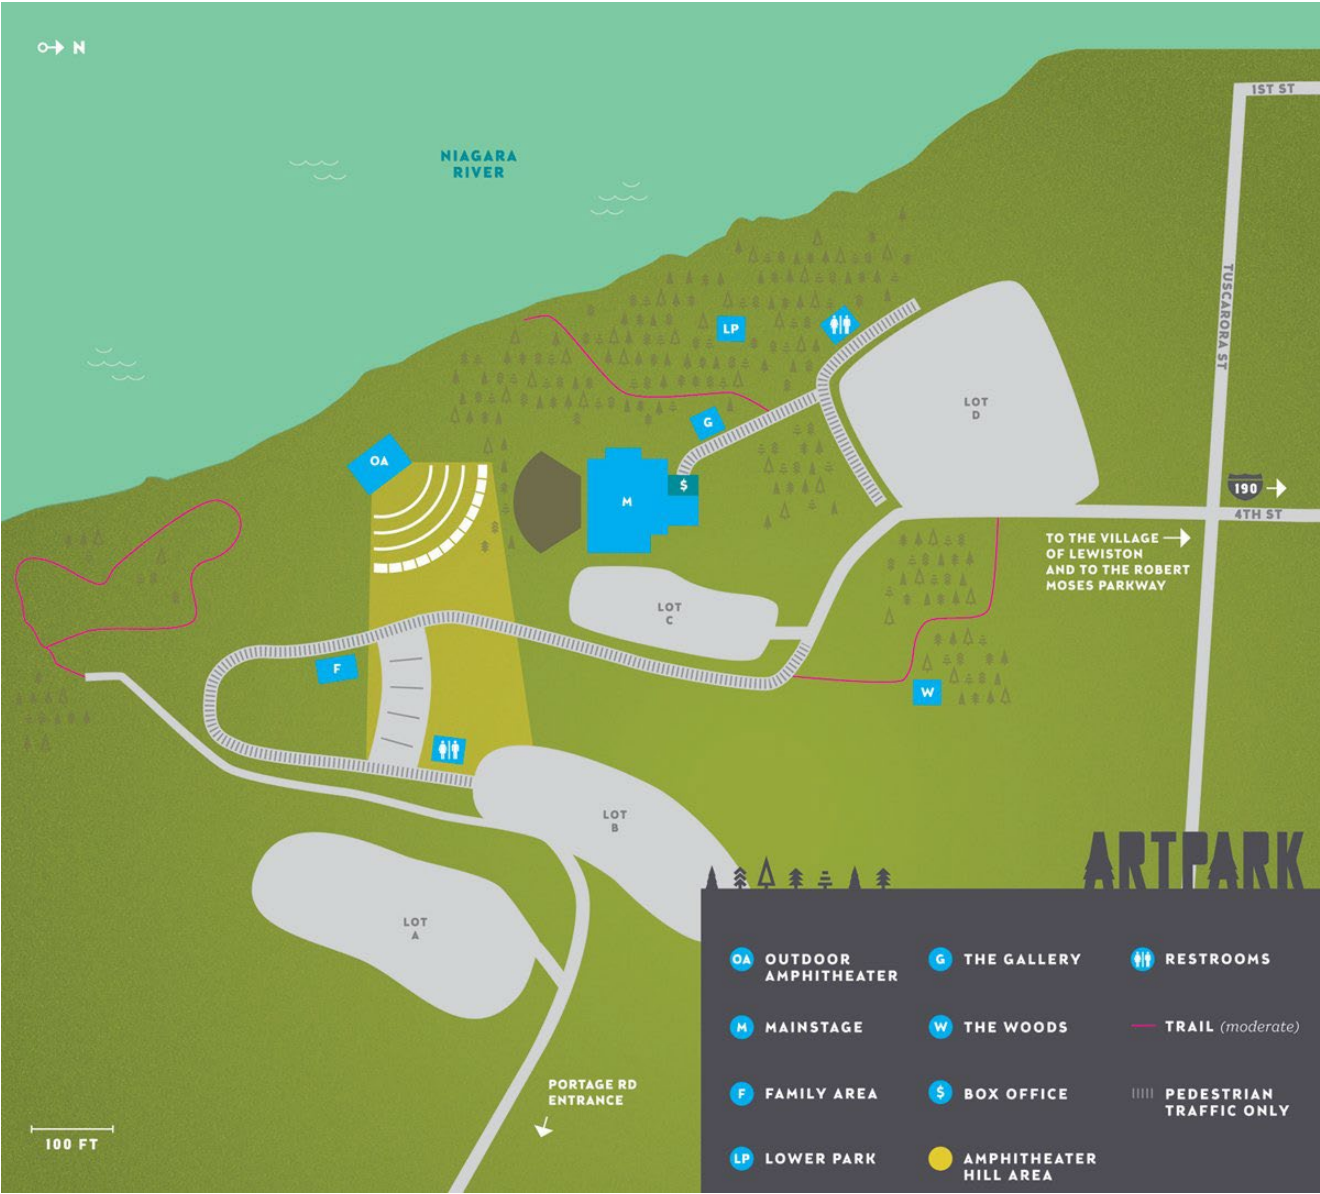 N
NIAGARA
RIVER
1ST ST
TUSCARORA ST
LP
G
LOT
D
OA
M
$
190
4TH ST
TO THE VILLAGE
OF LEWISTON
AND TO THE ROBERT
MOSES PARKWAY
LOT
C
F
W
LOT
B
LOT
A
PORTAGE RD
ENTRANCE
100 FT
ARTPARK
OA OUTDOOR
AMPHITHEATER
M MAINSTAGE
F FAMILY AREA
LP LOWER PARK
G THE GALLERY
W THE WOODS
$ BOX OFFICE
AMPHITHEATER
HILL AREA
RESTROOMS
TRAIL (moderate)
PEDESTRIAN
TRAFFIC ONLY